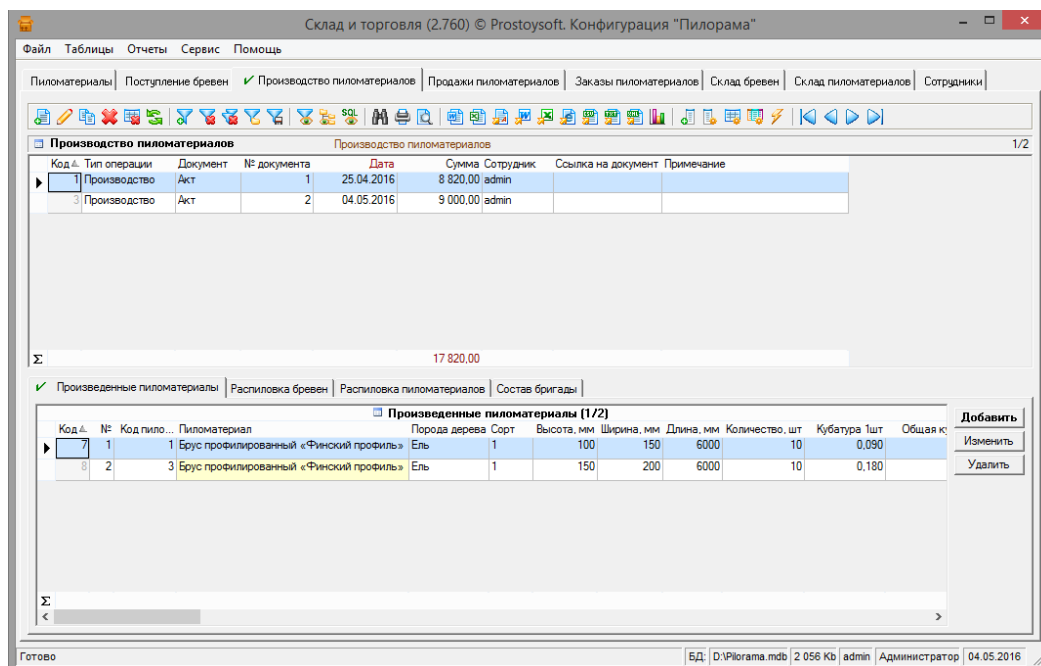 Склад и торговля (2.760) © Prostoysoft. Конфигурация "Пилорама"
Файл Таблицы Отчеты Сервис Помощь
Пиломатериалы Поступление бревен Производство пиломатериалов Продажи пиломатериалов Заказы пиломатериалов Склад бревен Склад пиломатериалов Сотрудники
SQL
Производство пиломатериалов Производство пиломатериалов 1/2
Код Тип операции Документ № документа Дата Сумма Сотрудник Ссылка на документ Примечание
1 Производство Акт 1 25.04.2016 8 820,00 admin
3 Производство Акт 2 04.05.2016 9 000,00 admin
Σ 17 820,00
Произведенные пиломатериалы Распиловка бревен Распиловка пиломатериалов Состав бригады
Произведенные пиломатериалы (1/2) Добавить
Код № Код пило... Пиломатериал Порода дерева Сорт Высота, мм Ширина, мм Длина, мм Количество, шт Кубатура 1шт Общая ку
7 1 1 Брус профилированный «Финский профиль» Ель 1 100 150 6000 10 0,090 Изменить
8 2 3 Брус профилированный «Финский профиль» Ель 1 150 200 6000 10 0,180 Удалить
Σ
Готово БД: D:\Pilorama.mdb 2 056 Kb admin Администратор 04.05.2016